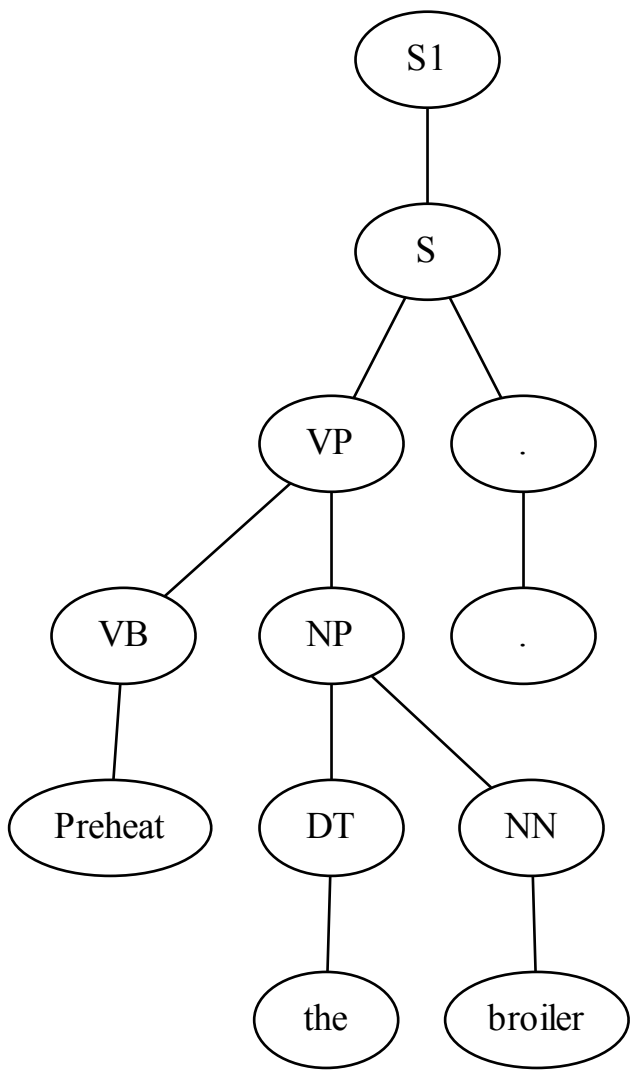 S1
S
VP .
VB NP .
Preheat DT NN
the broiler